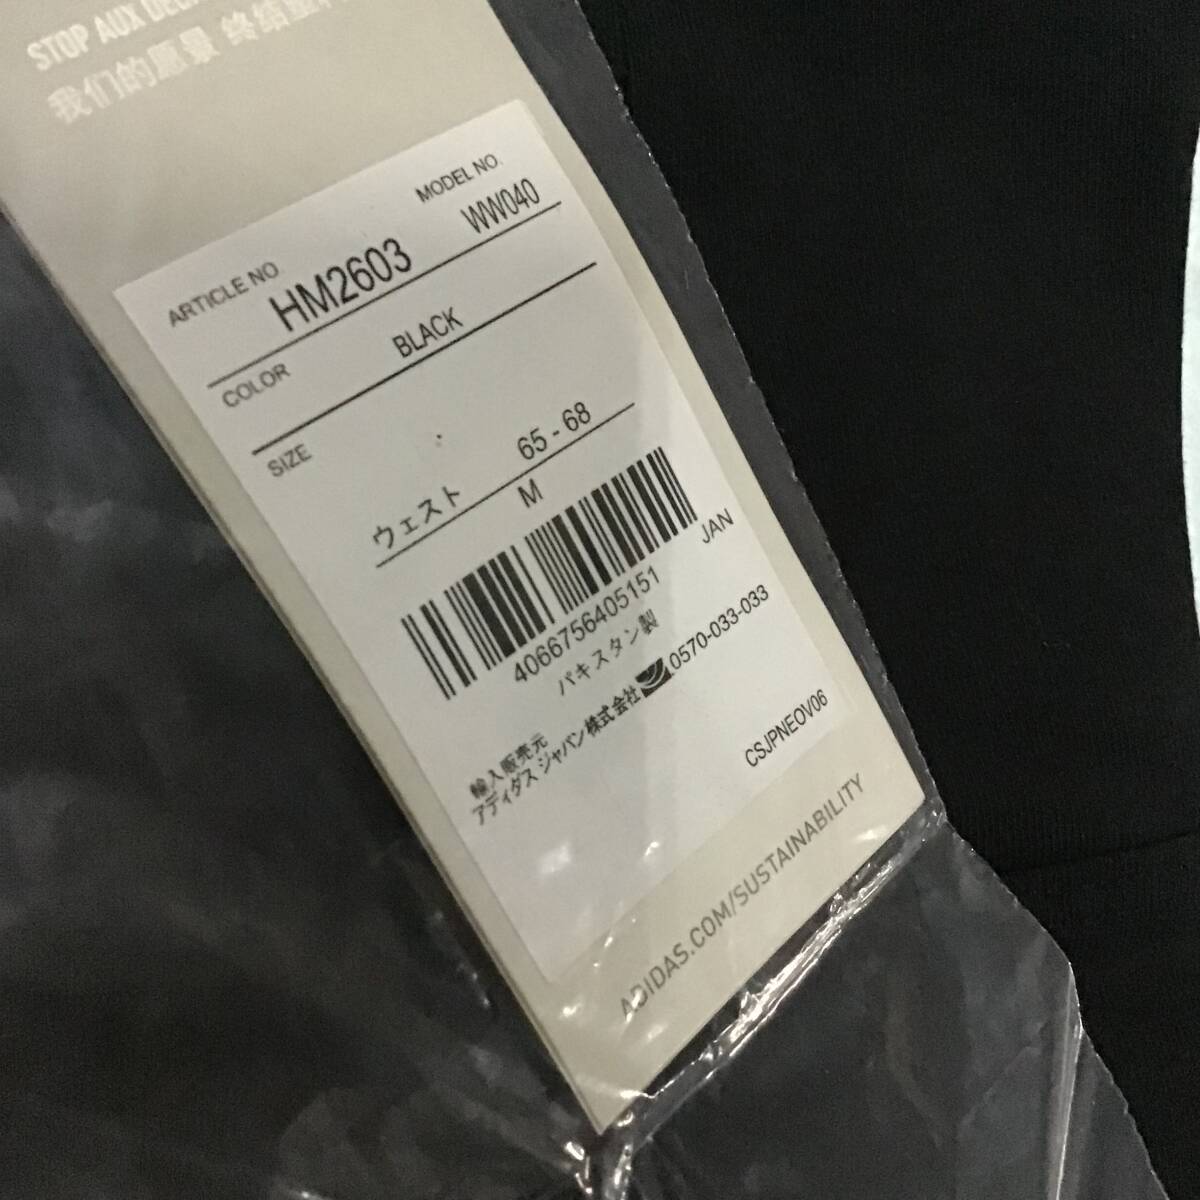 STOP AUX
我们的愿景 终结塑料
ARTICLE NO. MODEL NO.
HM2603 WW040
COLOR BLACK
SIZE
ウェスト 65 - 68
M
4066756405151 JAN
パキスタン製
輸入販売元
アディダス ジャパン株式会社 0570-033-033
CSJPNEOV06
ADIDAS.COM/SUSTAINABILITY